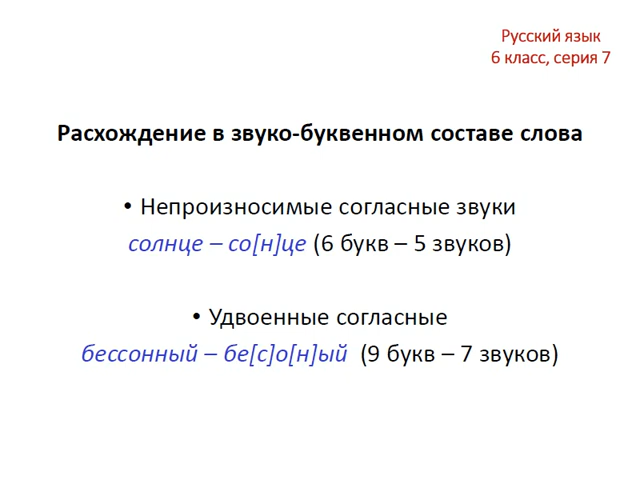 Русский язык
6 класс, серия 7
Расхождение в звуко-буквенном составе слова
• Непроизносимые согласные звуки
солнце – со[н]це (6 букв – 5 звуков)
• Удвоенные согласные
бессонный – бе[с]о[н]ый (9 букв – 7 звуков)